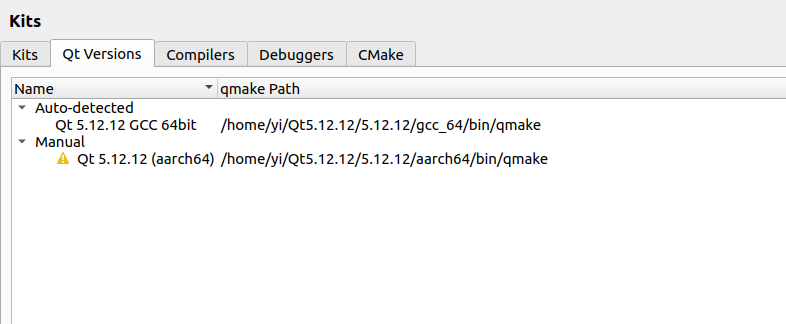 Kits
Kits Qt Versions Compilers Debuggers CMake
Name qmake Path
Auto-detected
Qt 5.12.12 GCC 64bit /home/yi/Qt5.12.12/5.12.12/gcc_64/bin/qmake
Manual
Qt 5.12.12 (aarch64) /home/yi/Qt5.12.12/5.12.12/aarch64/bin/qmake